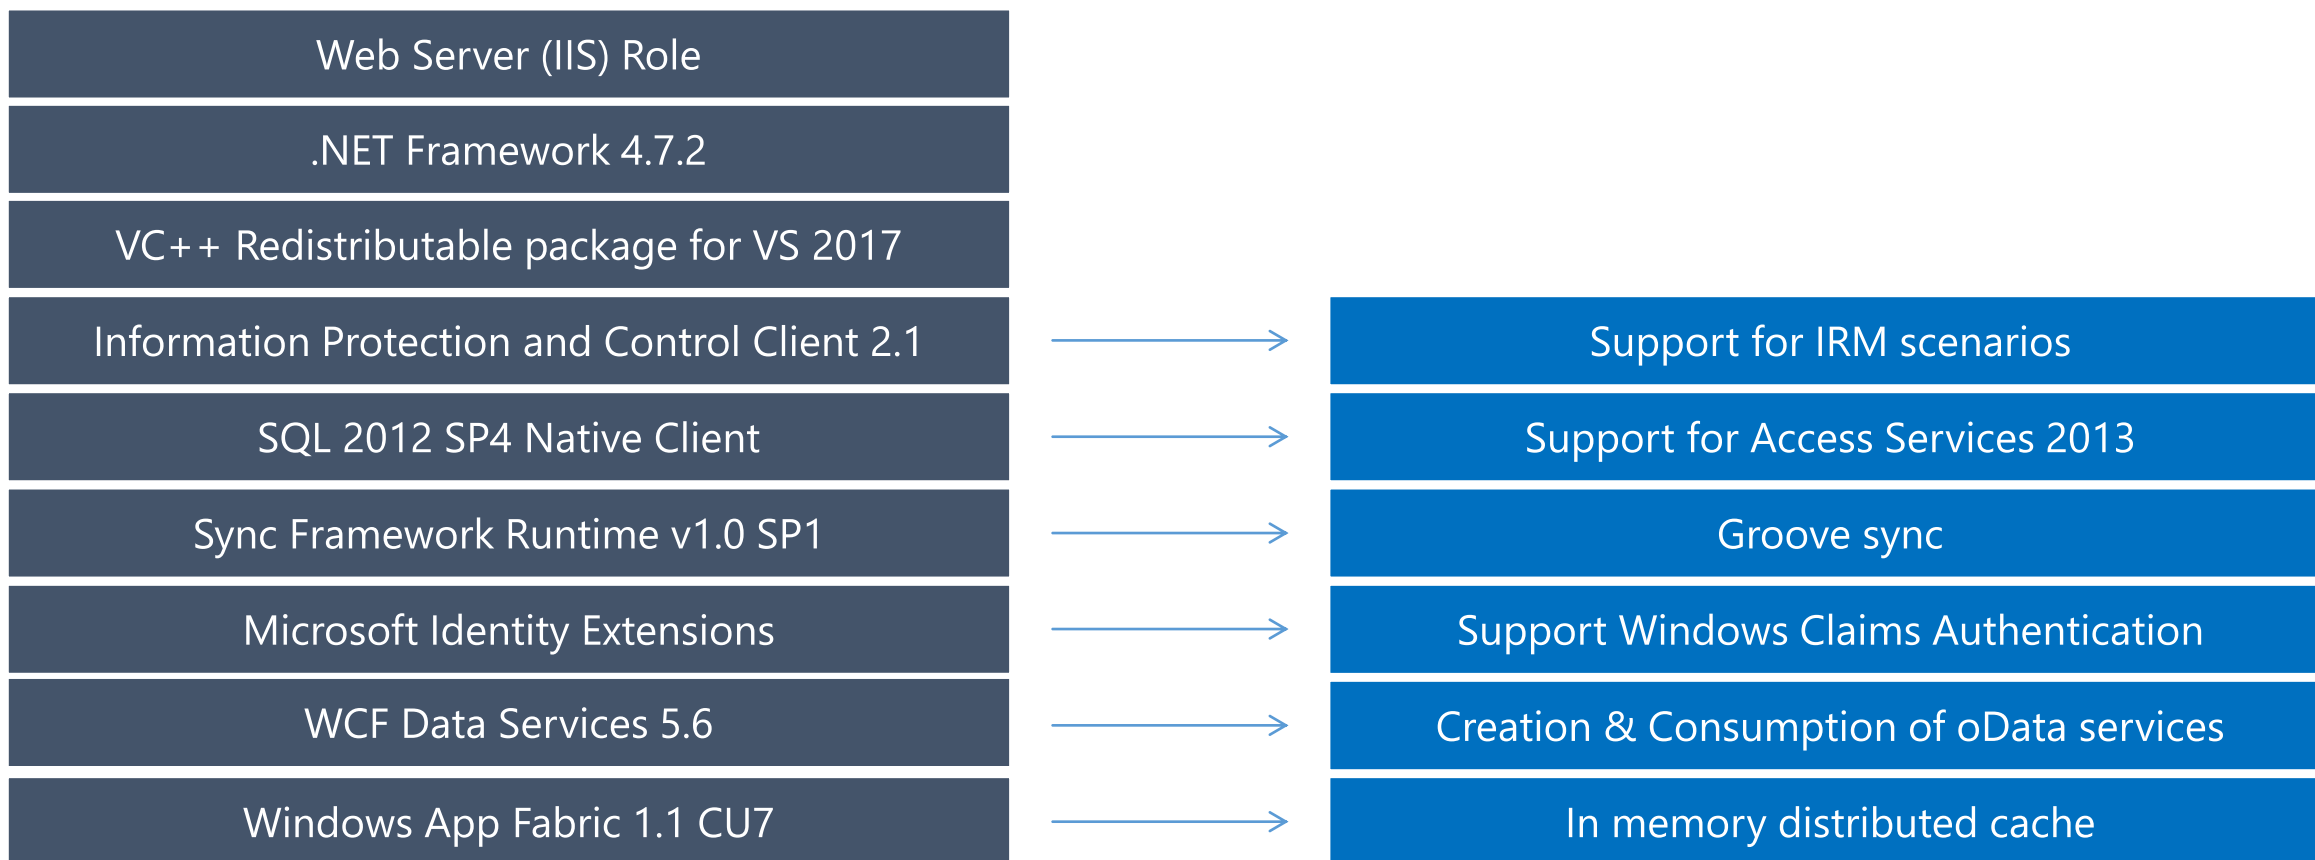 Web Server (IIS) Role
.NET Framework 4.7.2
VC++ Redistributable package for VS 2017
Information Protection and Control Client 2.1
Support for IRM scenarios
SQL 2012 SP4 Native Client
Support for Access Services 2013
Sync Framework Runtime v1.0 SP1
Groove sync
Microsoft Identity Extensions
Support Windows Claims Authentication
WCF Data Services 5.6
Creation & Consumption of oData services
Windows App Fabric 1.1 CU7
In memory distributed cache